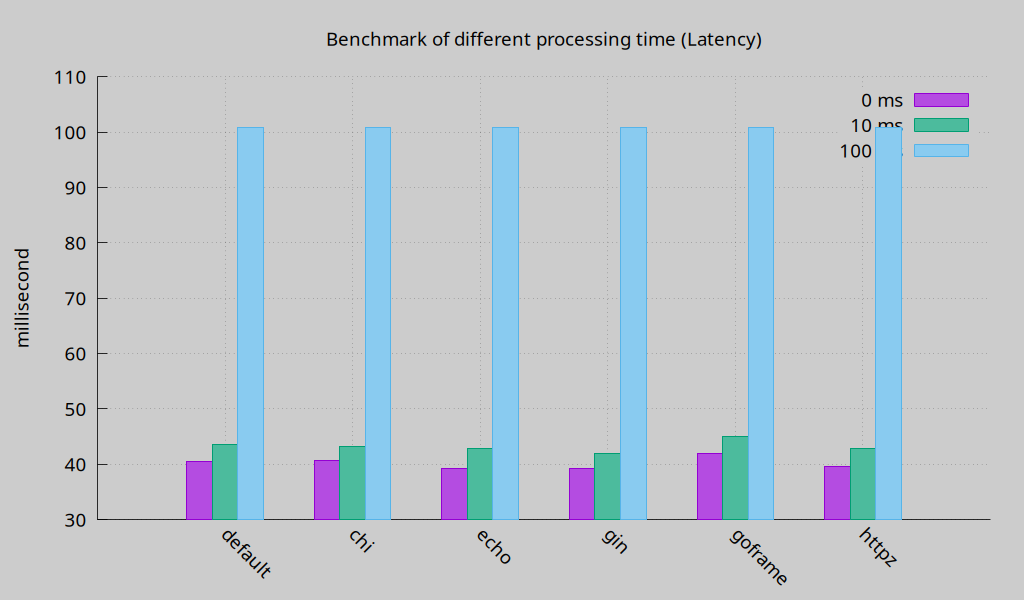 Benchmark of different processing time (Latency)
millisecond
110
100
90
80
70
60
50
40
30
0 ms
10 ms
100
default
chi
echo
gin
goframe
httpz